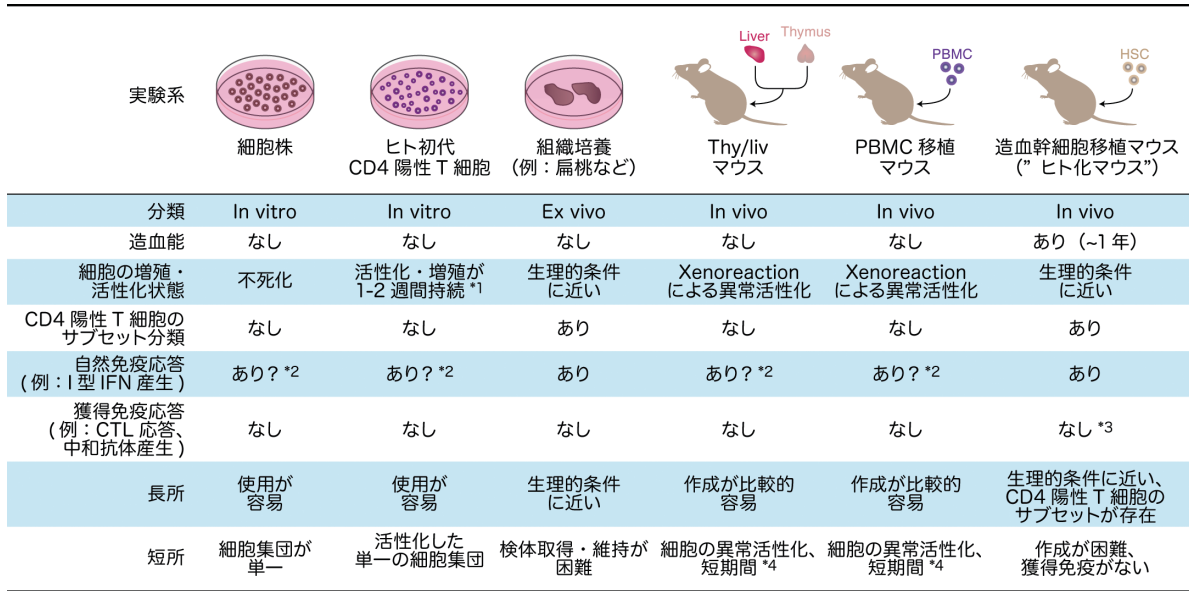 Liver Thymus
PBMC
HSC
実験系
細胞株
ヒト初代
CD4 陽性 T 細胞
組織培養
(例：扁桃など)
Thy/liv
マウス
PBMC 移植
マウス
造血幹細胞移植マウス
(” ヒト化マウス”)
分類 In vitro In vitro Ex vivo In vivo In vivo In vivo
造血能 なし なし なし なし なし あり (~1 年)
細胞の増殖・
活性化状態
不死化
活性化・増殖が
1-2 週間持続 *1
生理的条件
に近い
Xenoreaction
による異常活性化
Xenoreaction
による異常活性化
生理的条件
に近い
CD4 陽性 T 細胞の
サブセット分類
なし なし あり なし なし あり
自然免疫応答
( 例：I 型 IFN 産生 )
あり？ *2 あり？ *2 あり あり？ *2 あり？ *2 あり
獲得免疫応答
( 例：CTL 応答、
中和抗体産生 )
なし なし なし なし なし なし *3
長所
使用が
容易
使用が
容易
生理的条件
に近い
作成が比較的
容易
作成が比較的
容易
生理的条件に近い、
CD4 陽性 T 細胞の
サブセットが存在
短所
細胞集団が
単一
活性化した
単一の細胞集団
検体取得・維持が
困難
細胞の異常活性化、
短期間 *4
細胞の異常活性化、
短期間 *4
作成が困難、
獲得免疫がない